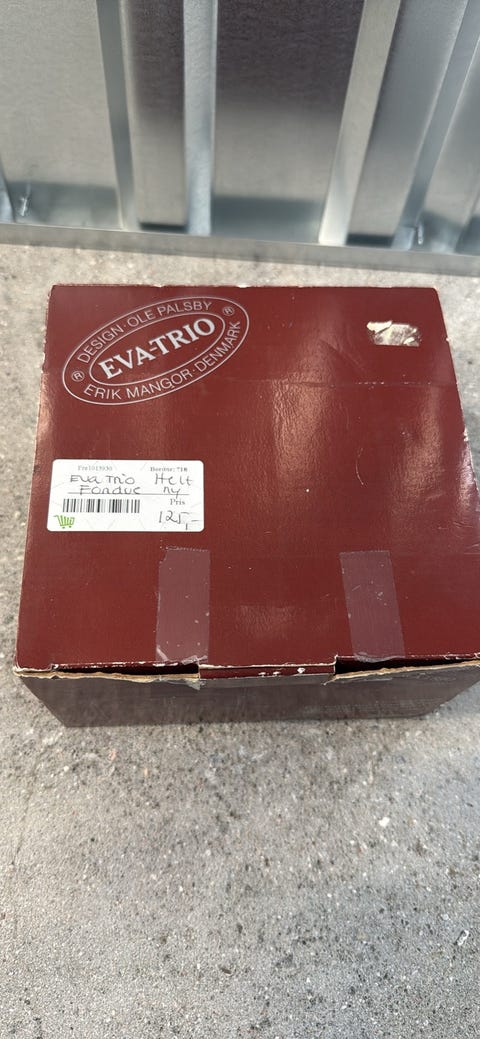 DESIGN · OLE PALSBY
® EVA-TRIO ®
ERIK MANGOR · DENMARK
Eva Trio Helt
Fondue ny
Pris
125,-